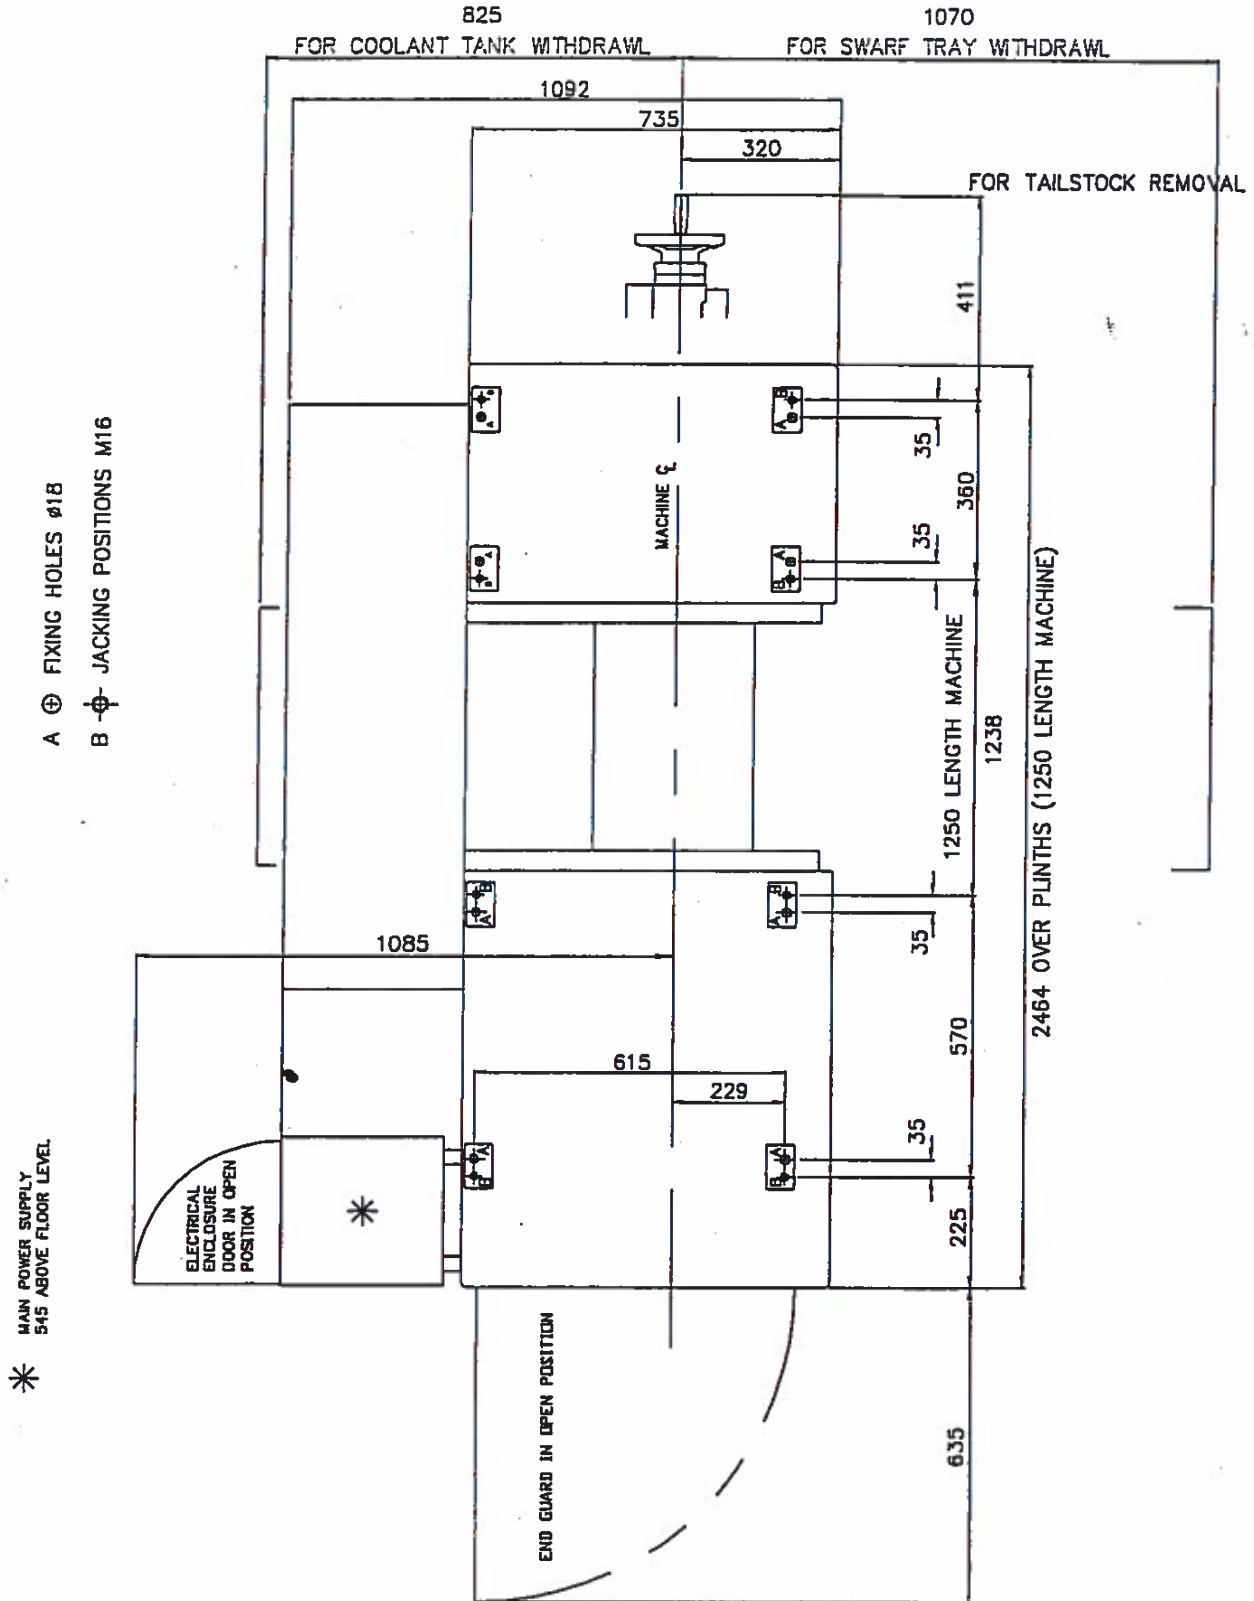 825
FOR COOLANT TANK WITHDRAWL
1070
FOR SWARF TRAY WITHDRAWL
1092
735
320
FOR TAILSTOCK REMOVAL
411
A FIXING HOLES ø18
B JACKING POSITIONS M16
B
A
B
A
35
360
MACHINE ℄
A
B
A
B
35
1250 LENGTH MACHINE
1238
2464 OVER PLINTHS (1250 LENGTH MACHINE)
B
A
B
A
35
1085
570
615
229
A
B
A
B
35
225
MAIN POWER SUPPLY
545 ABOVE FLOOR LEVEL
ELECTRICAL
ENCLOSURE
DOOR IN OPEN
POSITION
END GUARD IN OPEN POSITION
635